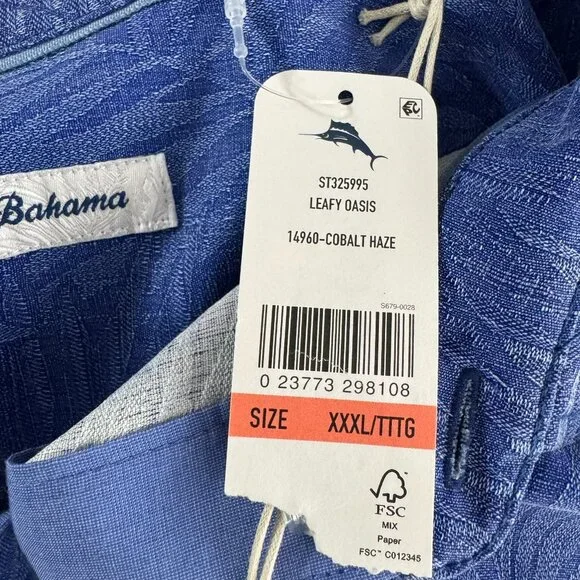 Bahama
ST325995
LEAFY OASIS
14960-COBALT HAZE
S679-0028
0 23773 298108
SIZE XXXL/TTTG
FSC
MIX
Paper
FSC™ C012345